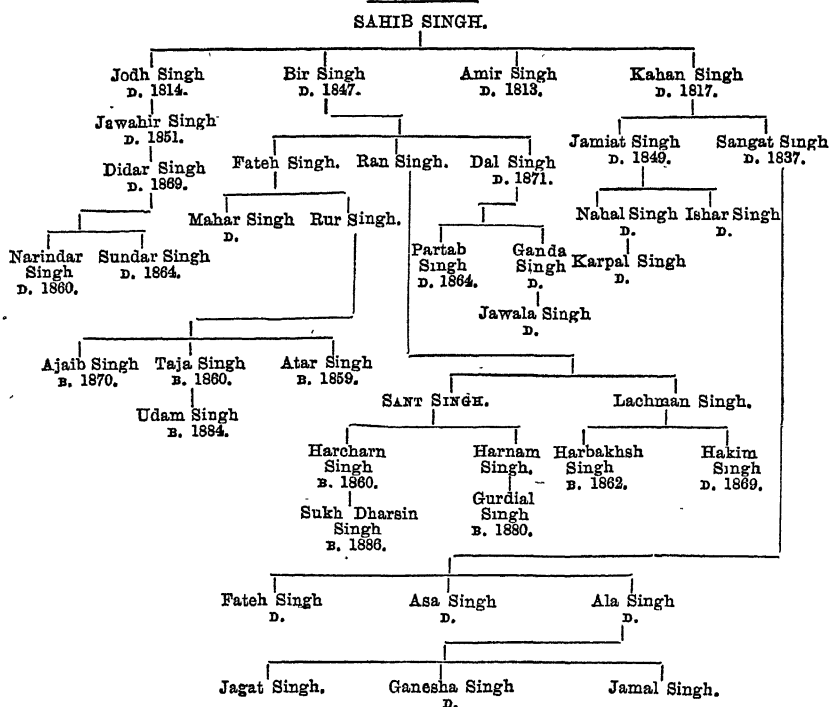 SAHIB SINGH.
Jodh Singh Bir Singh Amir Singh Kahan Singh
D. 1814. D. 1847. D. 1813. D. 1817.
Jawahir Singh
D. 1851.
Jamiat Singh Sangat Singh
D. 1849. D. 1837.
Didar Singh
D. 1869.
Fateh Singh. Ran Singh. Dal Singh
D. 1871.
Mahar Singh Rur Singh.
D.
Nahal Singh Ishar Singh
D. D.
Narindar Sundar Singh
Singh D. 1864.
D. 1860.
Partab Ganda
Singh Singh
D. 1864. D.
Karpal Singh
D.
Jawala Singh
D.
Ajaib Singh Taja Singh Atar Singh
B. 1870. B. 1860. B. 1859.
Udam Singh
B. 1884.
SANT SINGH. Lachman Singh.
Harcharn Harnam Harbakhsh Hakim
Singh Singh. Singh Singh
B. 1860. B. 1862. D. 1869.
Sukh Dharsin Gurdial
Singh Singh
B. 1886. B. 1880.
Fateh Singh Asa Singh Ala Singh
D. D. D.
Jagat Singh. Ganesha Singh Jamal Singh.
D.